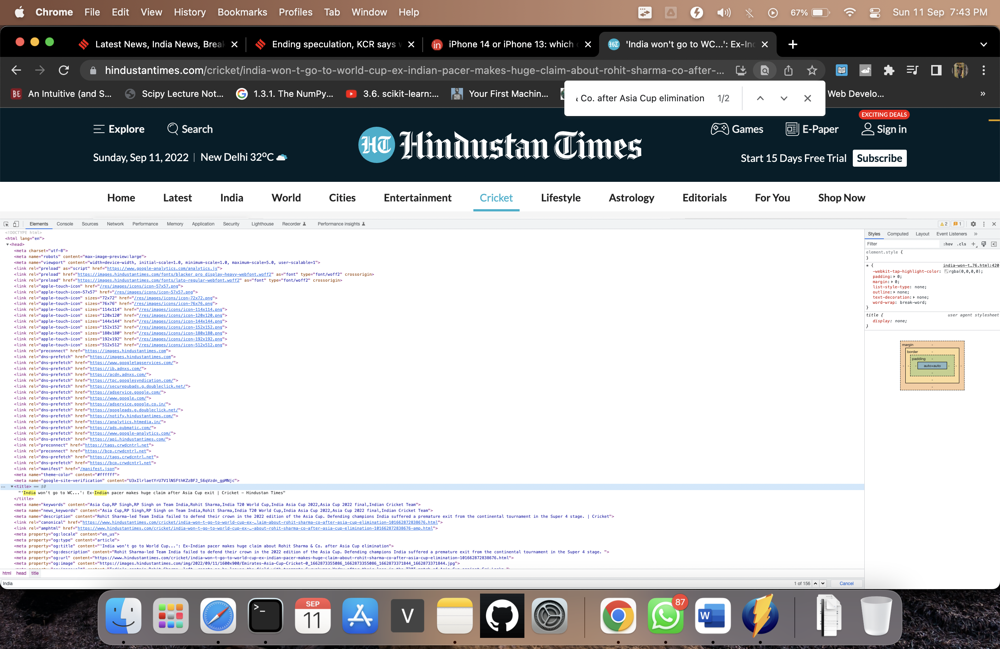 Chrome File Edit View History Bookmarks Profiles Tab Window Help 67% Sun 11 Sep 7:43 PM
Latest News, India News, Brea Ending speculation, KCR says iPhone 14 or iPhone 13: which 'India won't go to WC...': Ex-In
hindustantimes.com/cricket/india-won-t-go-to-world-cup-ex-indian-pacer-makes-huge-claim-about-rohit-sharma-co-after-...
BE An Intuitive (and S... Scipy Lecture Not... 1.3.1. The NumPy... 3.6. scikit-learn:... Your First Machin... Web Develo... »
Co. after Asia Cup elimination 1/2
EXCITING DEALS
Explore Search HT Hindustan Times Games E-Paper Sign in
Sunday, Sep 11, 2022 | New Delhi 32°C Start 15 Days Free Trial Subscribe
Home Latest India World Cities Entertainment Cricket Lifestyle Astrology Editorials For You Shop Now
Elements Console Sources Network Performance Memory Application Security Lighthouse Recorder Performance insights 2 1
<!DOCTYPE html>
<html lang="en">
<head>
<meta charset="utf-8">
<meta name="robots" content="max-image-preview:large">
<meta name="viewport" content="width=device-width, initial-scale=1.0, minimum-scale=1.0, maximum-scale=5.0, user-scalable=1">
<link rel="preload" as="script" href="https://www.google-analytics.com/analytics.js">
<link rel="preload" href="https://images.hindustantimes.com/fonts/blacker_pro_display-heavy-webfont.woff2" as="font" type="font/woff2" crossorigin>
<link rel="preload" href="https://images.hindustantimes.com/fonts/lato-regular-webfont.woff2" as="font" type="font/woff2" crossorigin>
<link rel="apple-touch-icon" href="/res/images/icons/icon-57x57.png">
<link rel="apple-touch-icon-57x57" href="/res/images/icons/icon-57x57.png">
<link rel="apple-touch-icon" sizes="72x72" href="/res/images/icons/icon-72x72.png">
<link rel="apple-touch-icon" sizes="76x76" href="/res/images/icons/icon-76x76.png">
<link rel="apple-touch-icon" sizes="114x114" href="/res/images/icons/icon-114x114.png">
<link rel="apple-touch-icon" sizes="120x120" href="/res/images/icons/icon-120x120.png">
<link rel="apple-touch-icon" sizes="144x144" href="/res/images/icons/icon-144x144.png">
<link rel="apple-touch-icon" sizes="152x152" href="/res/images/icons/icon-152x152.png">
<link rel="apple-touch-icon" sizes="180x180" href="/res/images/icons/icon-180x180.png">
<link rel="apple-touch-icon" sizes="192x192" href="/res/images/icons/icon-192x192.png">
<link rel="apple-touch-icon" sizes="512x512" href="/res/images/icons/icon-512x512.png">
<link rel="preconnect" href="https://images.hindustantimes.com">
<link rel="dns-prefetch" href="https://images.hindustantimes.com">
<link rel="dns-prefetch" href="https://www.googletagservices.com/">
<link rel="dns-prefetch" href="https://ib.adnxs.com/">
<link rel="dns-prefetch" href="https://acdn.adnxs.com/">
<link rel="dns-prefetch" href="https://tpc.googlesyndication.com/">
<link rel="dns-prefetch" href="https://securepubads.g.doubleclick.net/">
<link rel="dns-prefetch" href="https://adservice.google.com/">
<link rel="dns-prefetch" href="https://www.google.com/">
<link rel="dns-prefetch" href="https://adservice.google.co.in/">
<link rel="dns-prefetch" href="https://googleads.g.doubleclick.net/">
<link rel="dns-prefetch" href="https://notify.hindustantimes.com/">
<link rel="dns-prefetch" href="https://analytics.htmedia.in/">
<link rel="dns-prefetch" href="https://ads.pubmatic.com/">
<link rel="dns-prefetch" href="https://www.google-analytics.com/">
<link rel="dns-prefetch" href="https://api.hindustantimes.com/">
<link rel="preconnect" href="https://tags.crwdcntrl.net">
<link rel="preconnect" href="https://bcp.crwdcntrl.net">
<link rel="dns-prefetch" href="https://tags.crwdcntrl.net">
<link rel="dns-prefetch" href="https://bcp.crwdcntrl.net">
<link rel="manifest" href="/manifest.json">
<meta name="theme-color" content="#ffffff">
<meta name="google-site-verification" content="U3xIlrlaetYrU7V1lNSFthKZzBFJ_S6qVzdn_gpMNjc">
<title> == $0
"'India won't go to WC...': Ex-Indian pacer makes huge claim after Asia Cup exit | Cricket - Hindustan Times"
</title>
<meta name="keywords" content="Asia Cup,RP Singh,RP Singh on Team India,Rohit Sharma,India T20 World Cup,India Asia Cup 2022,Asia Cup 2022 final,Indian Cricket Team">
<meta name="news_keywords" content="Asia Cup,RP Singh,RP Singh on Team India,Rohit Sharma,India T20 World Cup,India Asia Cup 2022,Asia Cup 2022 final,Indian Cricket Team">
<meta name="description" content="Rohit Sharma-led Team India failed to defend their crown in the 2022 edition of the Asia Cup. Defending champions India suffered a premature exit from the continental tournament in the Super 4 stage. | Cricket">
<link rel="canonical" href="https://www.hindustantimes.com/cricket/india-won-t-go-to-world-cup-ex-…laim-about-rohit-sharma-co-after-asia-cup-elimination-101662872838676.html">
<link rel="amphtml" href="https://www.hindustantimes.com/cricket/india-won-t-go-to-world-cup-ex-…-about-rohit-sharma-co-after-asia-cup-elimination-101662872838676-amp.html">
<meta property="og:locale" content="en_us">
<meta property="og:type" content="article">
<meta property="og:title" content="'India won't go to World Cup...': Ex-Indian pacer makes huge claim about Rohit Sharma & Co. after Asia Cup elimination">
<meta property="og:description" content="Rohit Sharma-led Team India failed to defend their crown in the 2022 edition of the Asia Cup. Defending champions India suffered a premature exit from the continental tournament in the Super 4 stage. ">
<meta property="og:url" content="https://www.hindustantimes.com/cricket/india-won-t-go-to-world-cup-ex-indian-pacer-makes-huge-claim-about-rohit-sharma-co-after-asia-cup-elimination-101662872838676.html">
<meta property="og:image" content="https://images.hindustantimes.com/img/2022/09/11/1600x900/Emirates-Asia-Cup-Cricket-0_1662873355086_1662873355086_1662873371844_1662873371844.jpg">
html head title
India 1 of 156 Cancel
Styles Computed Layout Event Listeners »
Filter :hov .cls +
element.style {
}
* { india-won-t…76.html:420
-webkit-tap-highlight-color: rgba(0,0,0,0);
padding: 0;
margin: 0;
list-style-type: none;
outline: none;
text-decoration: none;
word-wrap: break-word;
}
title { user agent stylesheet
display: none;
}
margin -
border -
padding -
auto×auto
SEP
11
V
W
87